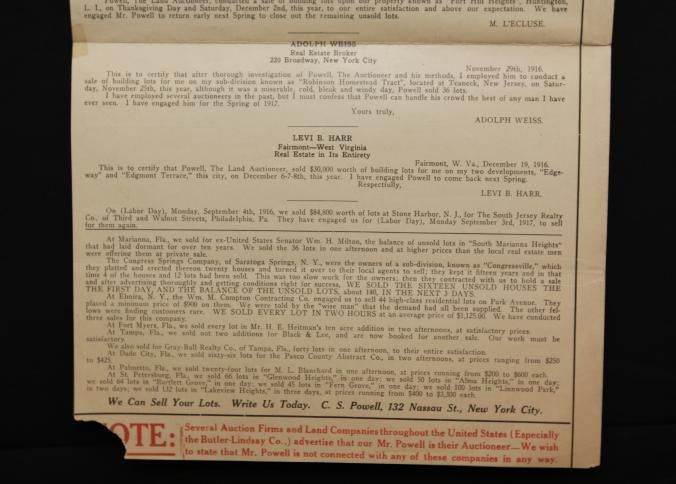 Powell, The Land Auctioneer, conducted a sale of building lots upon our property known as "Fort Hill Heights", Huntington,
L. I., on Thanksgiving Day and Saturday, December 2nd, this year, to our entire satisfaction and above our expectation. We have
engaged Mr. Powell to return early next Spring to close out the remaining unsold lots.
M. L'ECLUSE.
ADOLPH WEISS
Real Estate Broker
220 Broadway, New York City
November 29th, 1916.
This is to certify that after thorough investigation of Powell, The Auctioneer and his methods, I employed him to conduct a
sale of building lots for me on my sub-division known as "Robinson Homestead Tract", located at Teaneck, New Jersey, on Satur-
day, November 25th, this year, although it was a miserable, cold, bleak and windy day, Powell sold 36 lots.
I have employed several auctioneers in the past, but I must confess that Powell can handle his crowd the best of any man I have
ever seen. I have engaged him for the Spring of 1917.
Yours truly,
ADOLPH WEISS.
LEVI B. HARR
Fairmont—West Virginia
Real Estate in Its Entirety
Fairmont, W. Va., December 19, 1916.
This is to certify that Powell, The Land Auctioneer, sold $30,000 worth of building lots for me on my two developments, "Edge-
way" and "Edgmont Terrace," this city, on December 6-7-8th, this year. I have engaged Powell to come back next Spring.
Respectfully,
LEVI B. HARR.
On (Labor Day), Monday, September 4th, 1916, we sold $84,800 worth of lots at Stone Harbor, N. J., for The South Jersey Realty
Co., of Third and Walnut Streets, Philadelphia, Pa. They have engaged us for (Labor Day), Monday September 3rd, 1917, to sell
for them again.
At Marianna, Fla., we sold for ex-United States Senator Wm. H. Milton, the balance of unsold lots in "South Marianna Heights"
that had laid dormant for over ten years. We sold the 36 lots in one afternoon and at higher prices than the local real estate men
were offering them at private sale.
The Congress Springs Company, of Saratoga Springs, N. Y., were the owners of a sub-division, known as "Congressville," which
they platted and erected thereon twenty houses and turned it over to their local agents to sell; they kept it fifteen years and in that
time 4 of the houses and 12 lots had been sold. This was too slow work for the owners; then they contracted with us to hold a sale
and after advertising thoroughly and getting conditions right for success, WE SOLD THE SIXTEEN UNSOLD HOUSES THE
THE FIRST DAY, AND THE BALANCE OF THE UNSOLD LOTS, about 140, IN THE NEXT 3 DAYS.
At Elmira, N. Y., the Wm. M. Compton Contracting Co. engaged us to sell 44 high-class residential lots on Park Avenue. They
placed a minimum price of $900 on them. We were told by the "wise man" that the demand had all been supplied. The other fel-
lows were finding customers rare. WE SOLD EVERY LOT IN TWO HOURS at an average price of $1,125.00. We have conducted
three sales for this company.
At Fort Myers, Fla., we sold every lot in Mr. H. E. Heitman's ten acre addition in two afternoons, at satisfactory prices.
At Tampa, Fla., we sold out two additions for Black & Lee, and are now booked for another sale. Our work must be
satisfactory.
We also sold for Gray-Bull Realty Co., of Tampa, Fla., forty lots in one afternoon, to their entire satisfaction.
At Dade City, Fla., we sold sixty-six lots for the Pasco County Abstract Co., in two afternoons, at prices ranging from $250
to $425.
At Palmetto, Fla., we sold twenty-four lots for M. L. Blanchard in one afternoon, at prices running from $200 to $600 each.
At St. Petersburg, Fla., we sold 66 lots in "Glenwood Heights," in one day; we sold 50 lots in "Alma Heights," in one day;
we sold 64 lots in "Bartlett Grove," in one day; we sold 45 lots in "Fern Grove," in one day; we sold 100 lots in "Linnwood Park,"
in two days; we sold 132 lots in "Lakeview Heights," in three days, at prices running from $400 to $3,300 each.
We Can Sell Your Lots. Write Us Today. C. S. Powell, 132 Nassau St., New York City.
NOTE: Several Auction Firms and Land Companies throughout the United States (Especially
the Butler-Lindsay Co.,) advertise that our Mr. Powell is their Auctioneer—We wish
to state that Mr. Powell is not connected with any of these companies in any way.